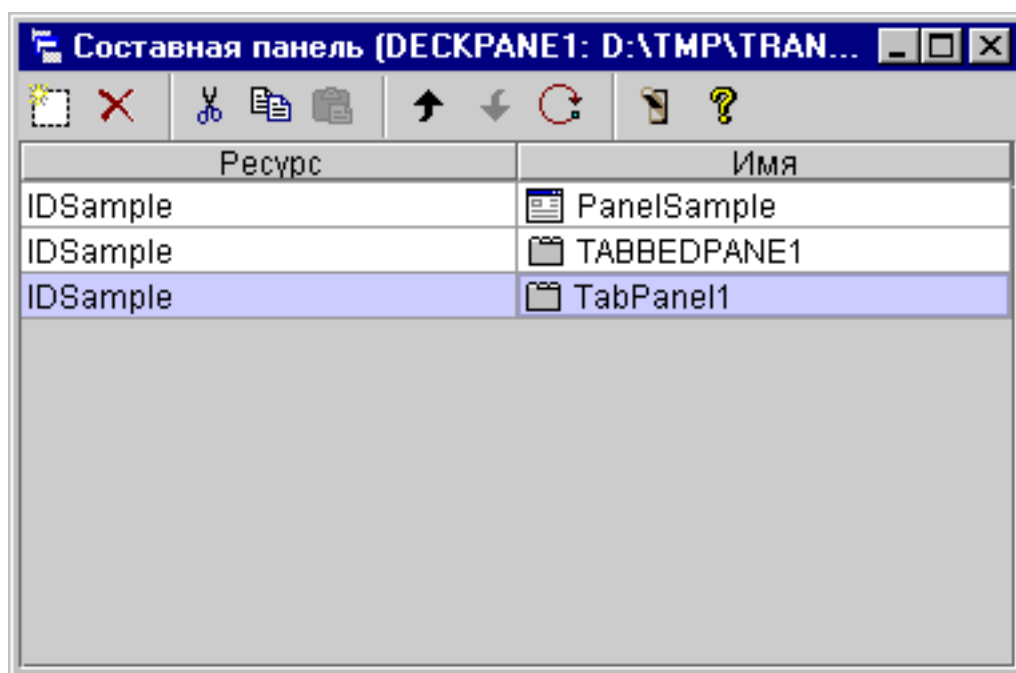 Составная панель (DECKPANE1: D:\TMP\TRAN...
Ресурс Имя
IDSample PanelSample
IDSample TABBEDPANE1
IDSample TabPanel1